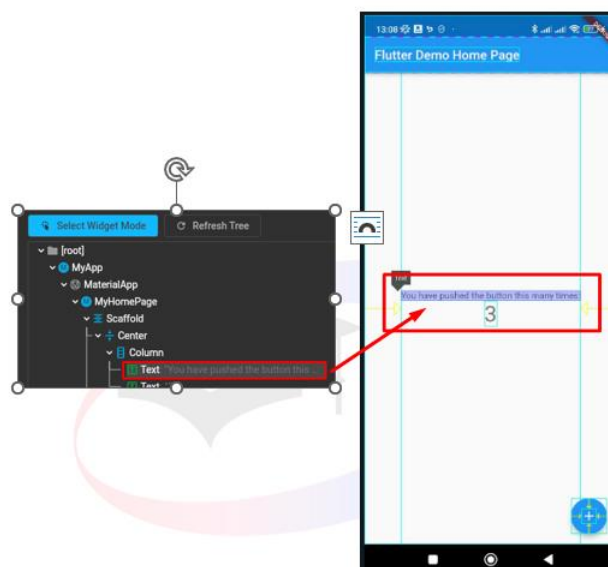 Select Widget Mode
Refresh Tree
[root]
MyApp
MaterialApp
MyHomePage
Scaffold
Center
Column
Text "You have pushed the button this ...
Text
13:08
Flutter Demo Home Page
Text
You have pushed the button this many times:
3